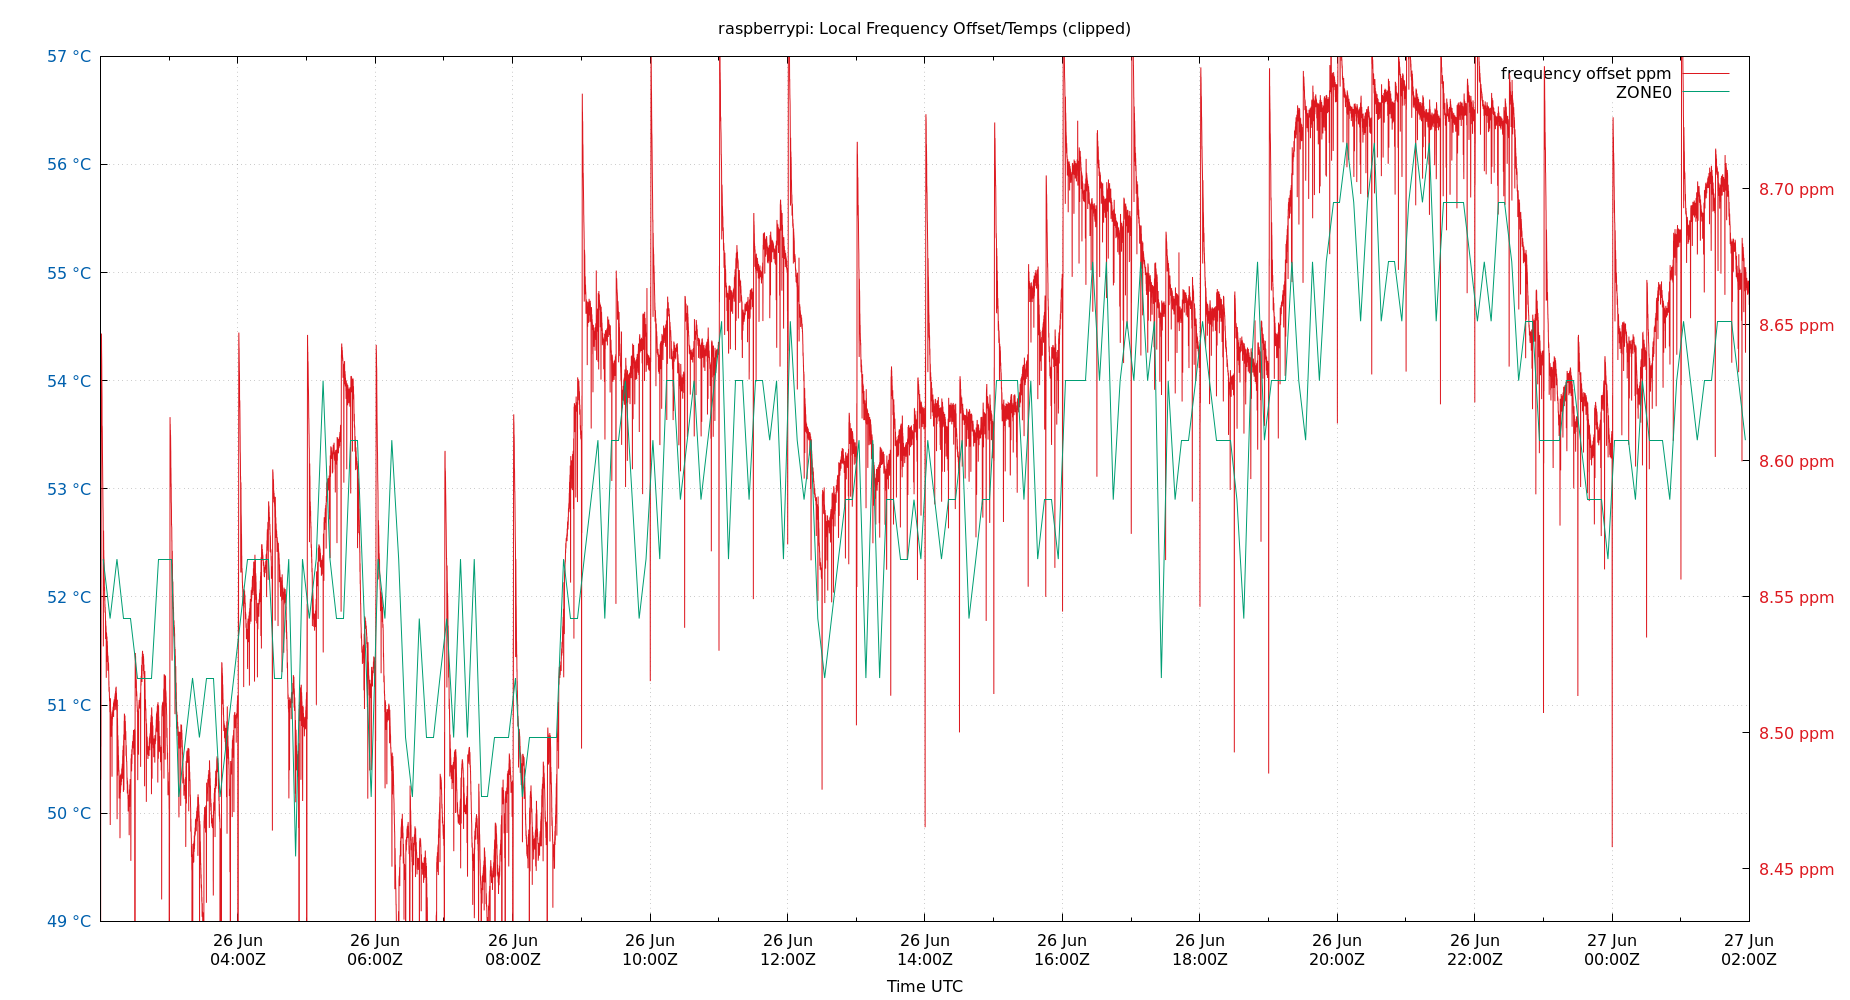 raspberrypi: Local Frequency Offset/Temps (clipped)
57 °C
56 °C
55 °C
54 °C
53 °C
52 °C
51 °C
50 °C
49 °C
frequency offset ppm
ZONE0
8.70 ppm
8.65 ppm
8.60 ppm
8.55 ppm
8.50 ppm
8.45 ppm
26 Jun 26 Jun 26 Jun 26 Jun 26 Jun 26 Jun 26 Jun 26 Jun 26 Jun 26 Jun 27 Jun 27 Jun
04:00Z 06:00Z 08:00Z 10:00Z 12:00Z 14:00Z 16:00Z 18:00Z 20:00Z 22:00Z 00:00Z 02:00Z
Time UTC